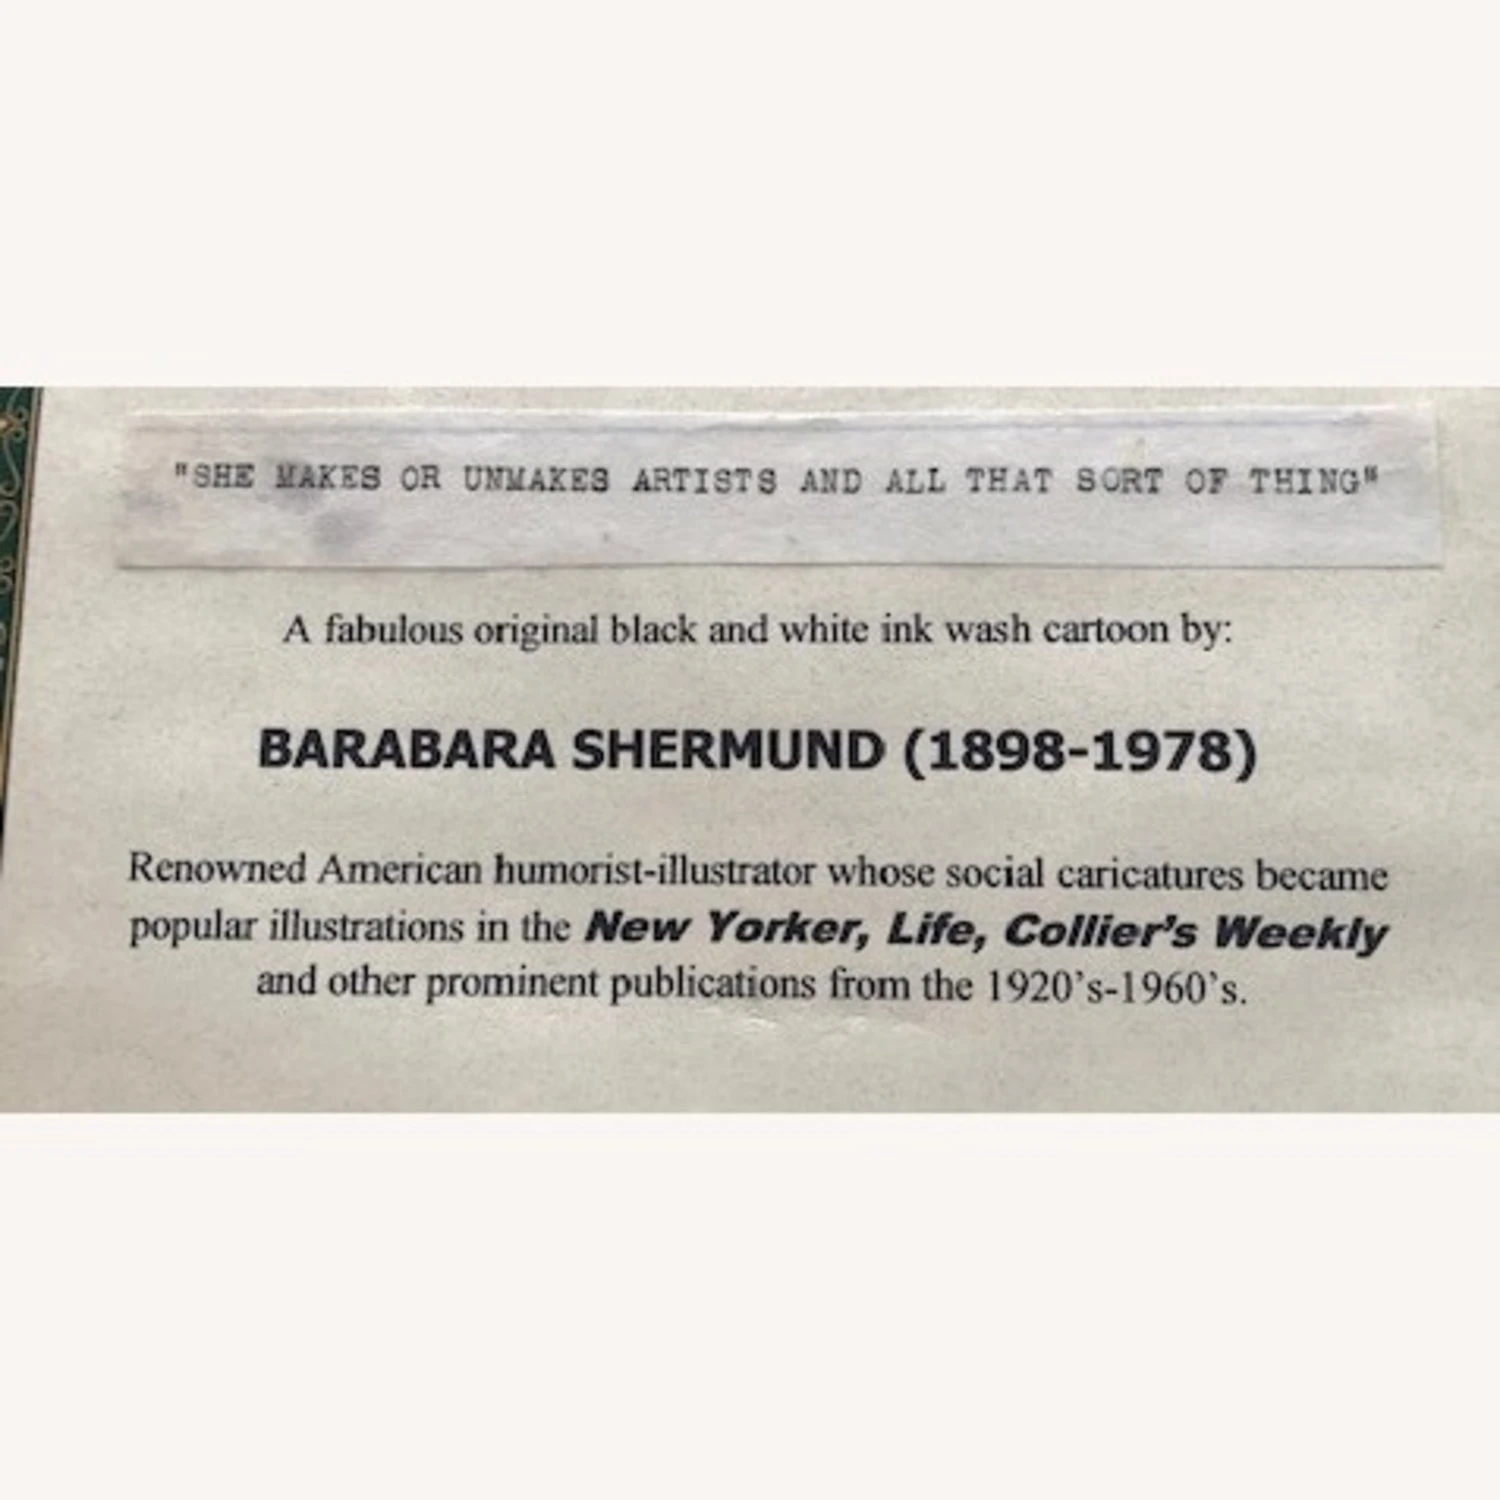 "SHE MAKES OR UNMAKES ARTISTS AND ALL THAT SORT OF THING"
A fabulous original black and white ink wash cartoon by:
BARABARA SHERMUND (1898-1978)
Renowned American humorist-illustrator whose social caricatures became
popular illustrations in the New Yorker, Life, Collier's Weekly
and other prominent publications from the 1920's-1960's.